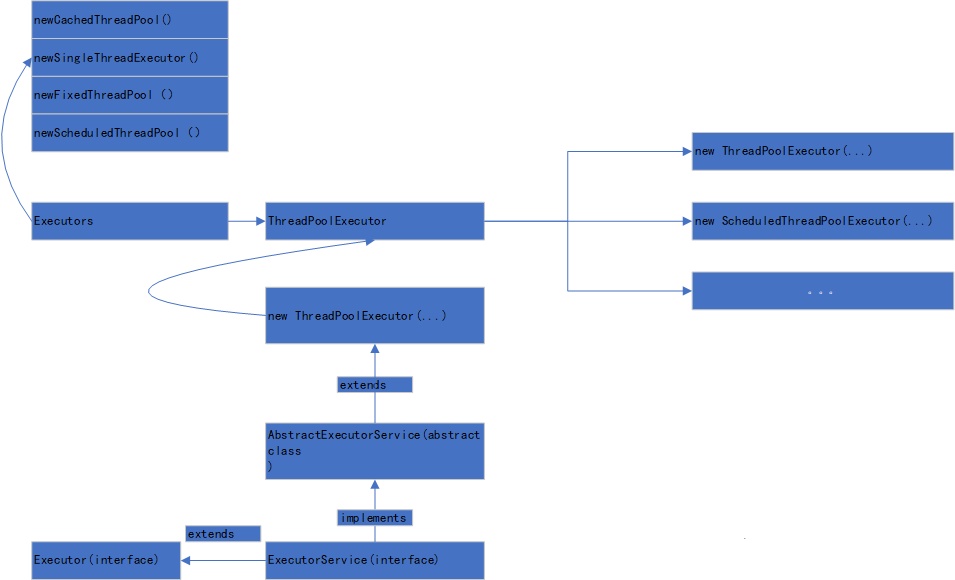 newCachedThreadPool()
newSingleThreadExecutor()
newFixedThreadPool ()
newScheduledThreadPool ()
new ThreadPoolExecutor(...)
Executors
ThreadPoolExecutor
new ScheduledThreadPoolExecutor(...)
。。。
new ThreadPoolExecutor(...)
extends
AbstractExecutorService(abstract
class
)
implements
extends
Executor(interface)
ExecutorService(interface)